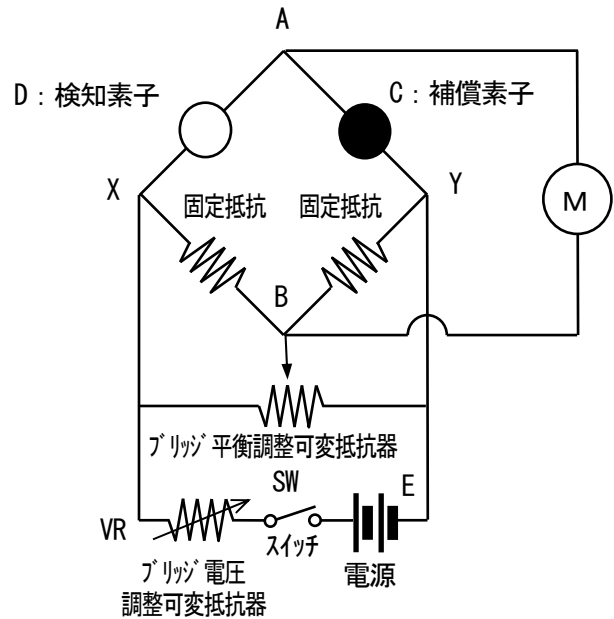 A
D：検知素子
C：補償素子
X
Y
固定抵抗
固定抵抗
M
B
ﾌﾞﾘｯｼﾞ平衡調整可変抵抗器
SW
E
VR
スイッチ
ﾌﾞﾘｯｼﾞ電圧
調整可変抵抗器
電源